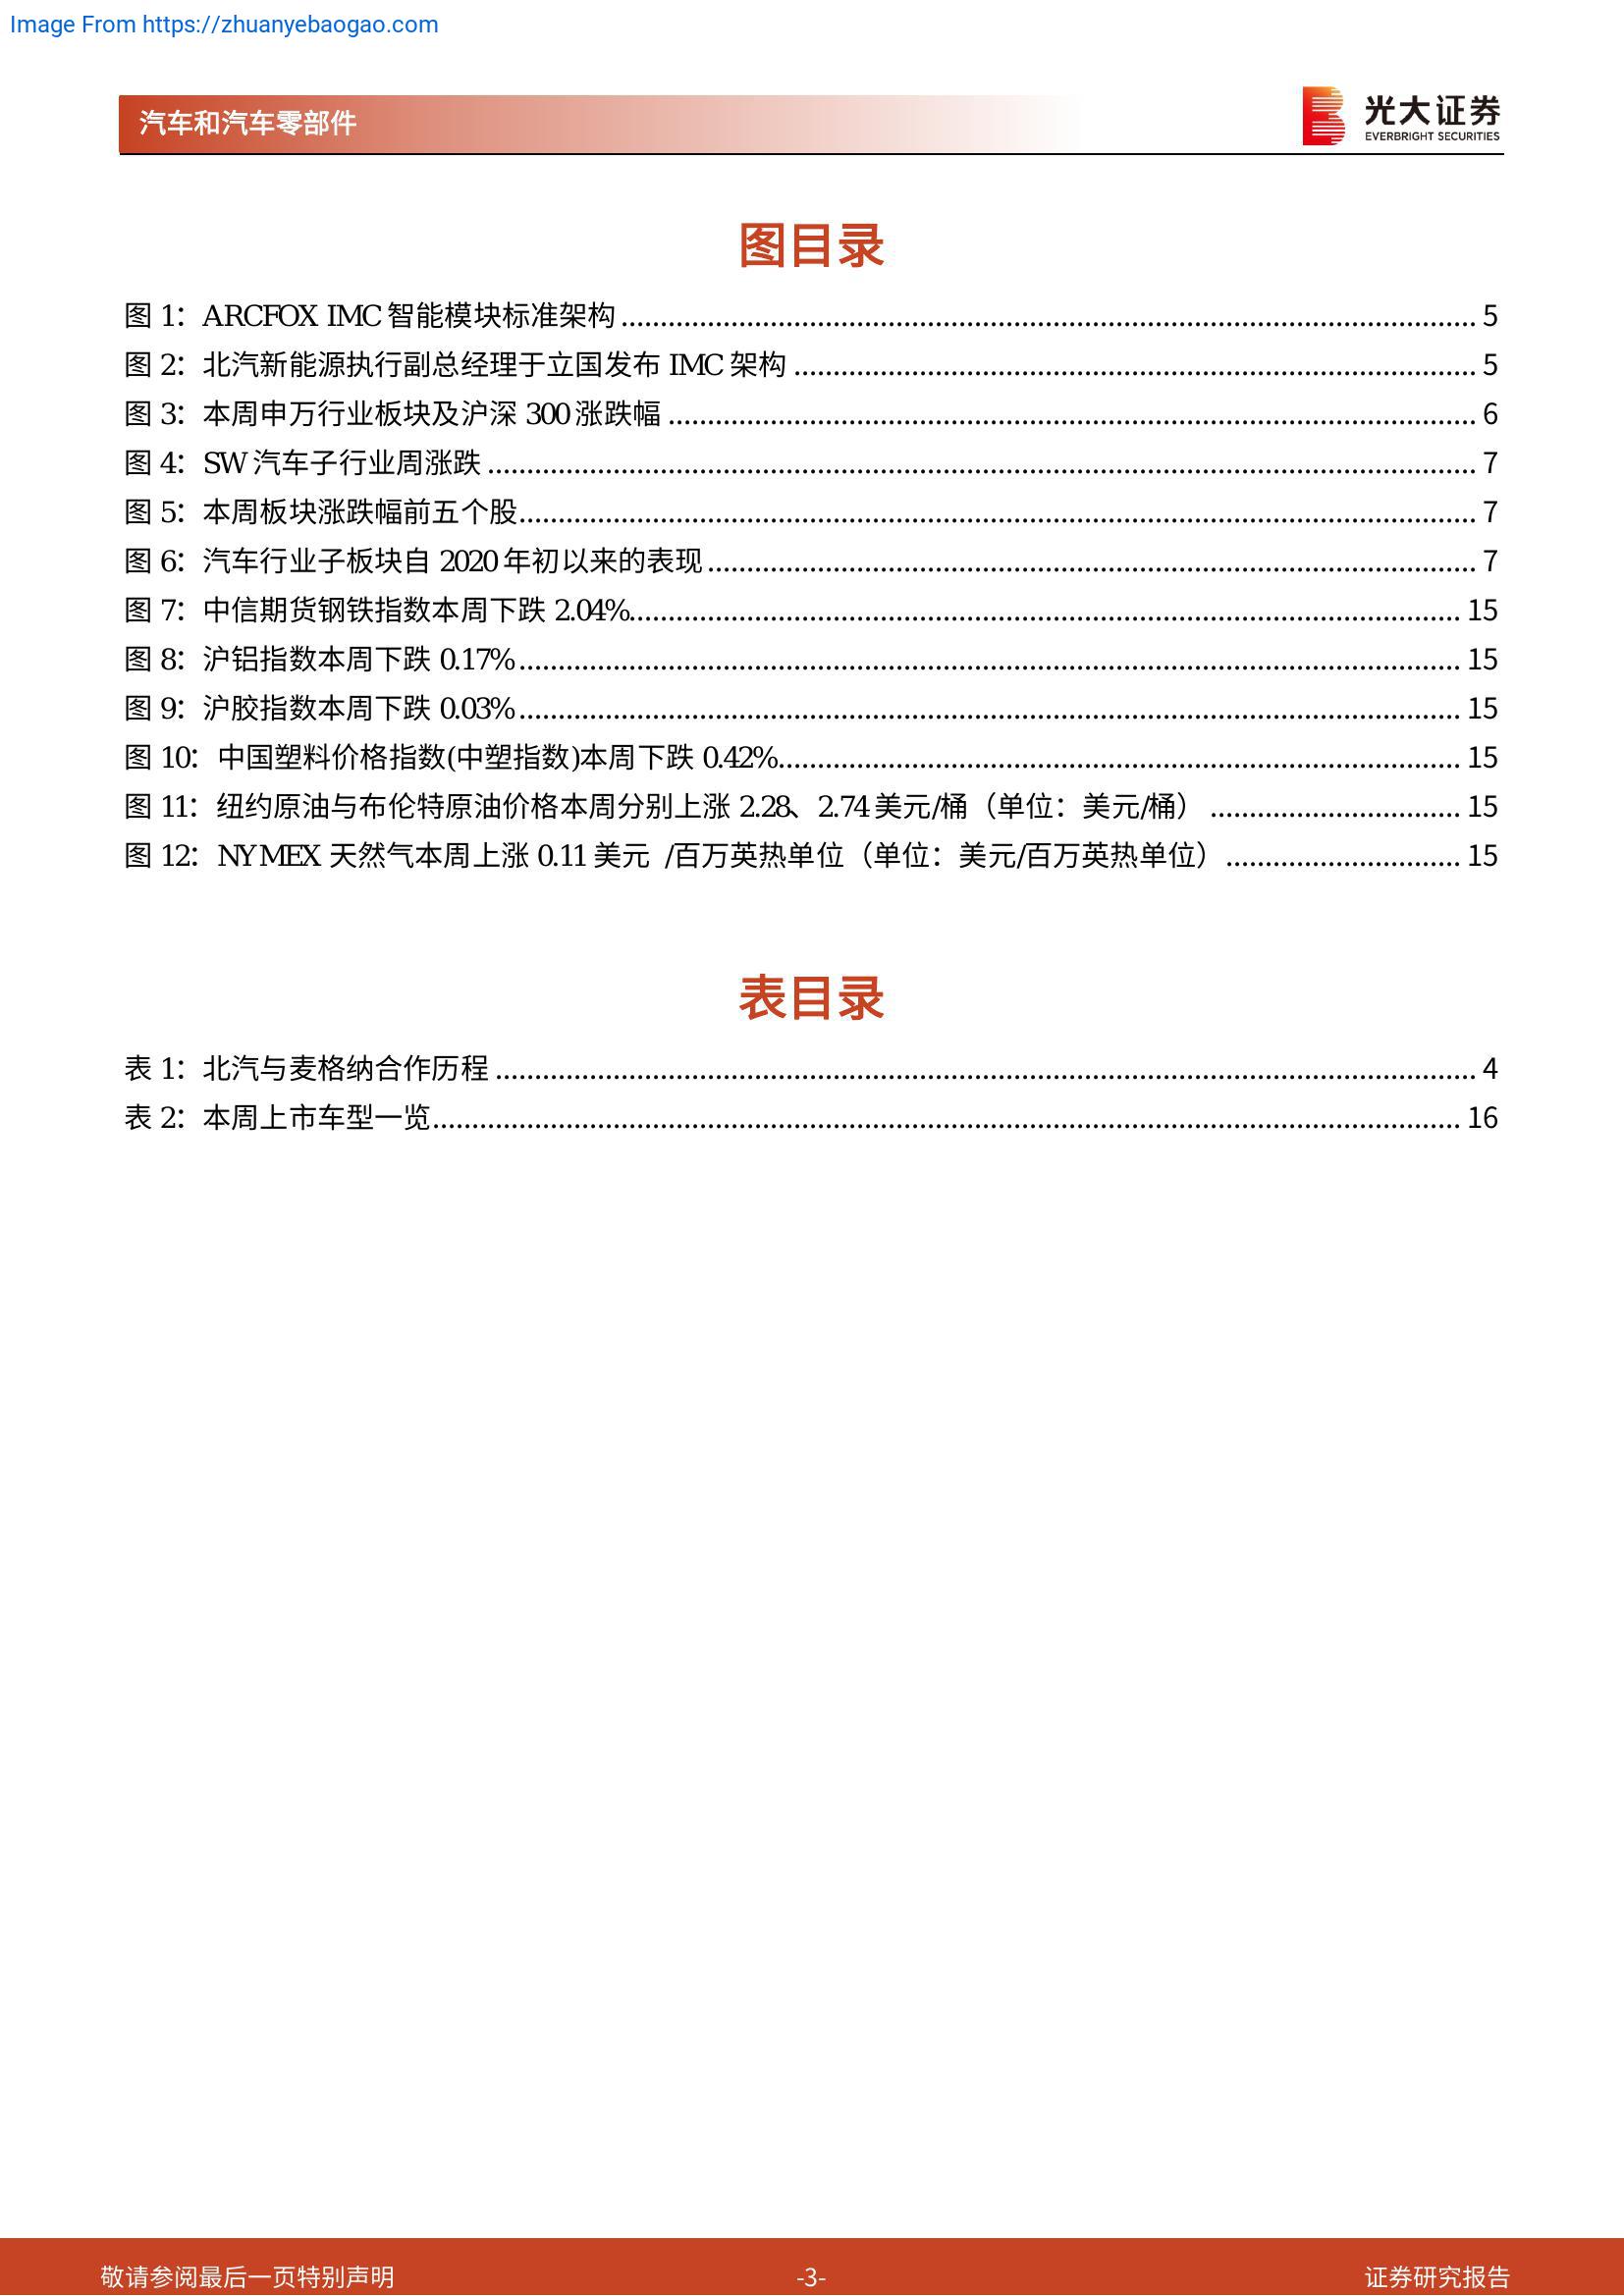 Image From https://zhuanyebaogao.com
汽车和汽车零部件
光大证券
EVERBRIGHT SECURITIES
图目录
图 1：ARCFOX IMC 智能模块标准架构 ........ 5
图 2：北汽新能源执行副总经理于立国发布 IMC 架构 ........ 5
图 3：本周申万行业板块及沪深 300 涨跌幅 ........ 6
图 4：SW 汽车子行业周涨跌 ........ 7
图 5：本周板块涨跌幅前五个股 ........ 7
图 6：汽车行业子板块自 2020 年初以来的表现 ........ 7
图 7：中信期货钢铁指数本周下跌 2.04% ........ 15
图 8：沪铝指数本周下跌 0.17% ........ 15
图 9：沪胶指数本周下跌 0.03% ........ 15
图 10：中国塑料价格指数(中塑指数)本周下跌 0.42% ........ 15
图 11：纽约原油与布伦特原油价格本周分别上涨 2.28、2.74 美元/桶（单位：美元/桶） ........ 15
图 12：NYMEX 天然气本周上涨 0.11 美元 /百万英热单位（单位：美元/百万英热单位） ........ 15
表目录
表 1：北汽与麦格纳合作历程 ........ 4
表 2：本周上市车型一览 ........ 16
敬请参阅最后一页特别声明
-3-
证券研究报告